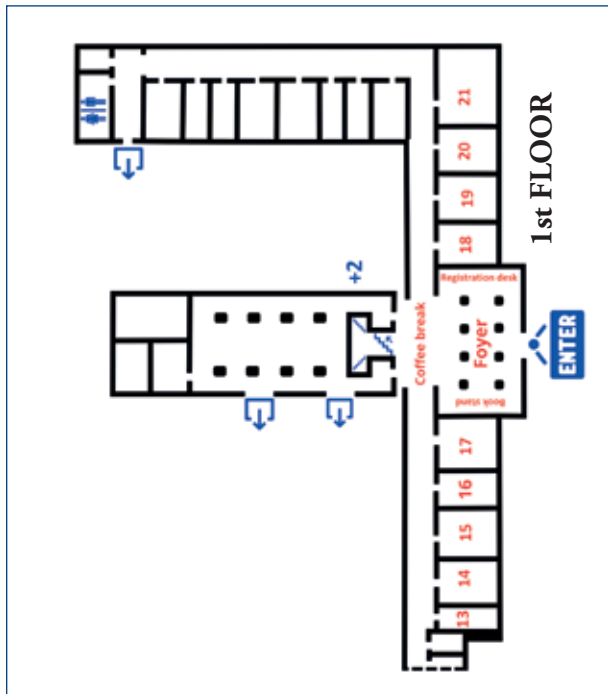 1st FLOOR
21
20
19
18
Registration desk
+2
Coffee break
Foyer
ENTER
Book stand
17
16
15
14
13